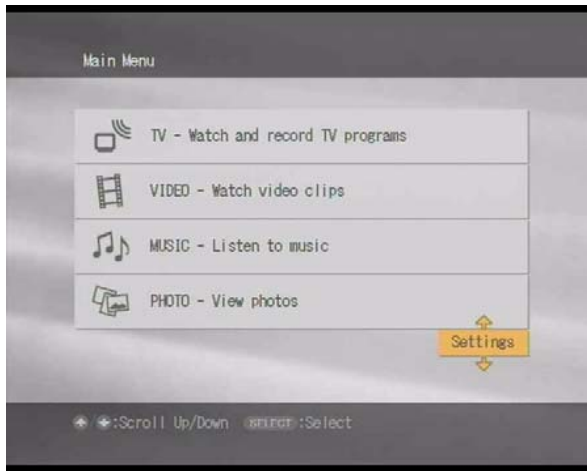 Main Menu
TV - Watch and record TV programs
VIDEO - Watch video clips
MUSIC - Listen to music
PHOTO - View photos
Settings
:Scroll Up/Down SELECT :Select